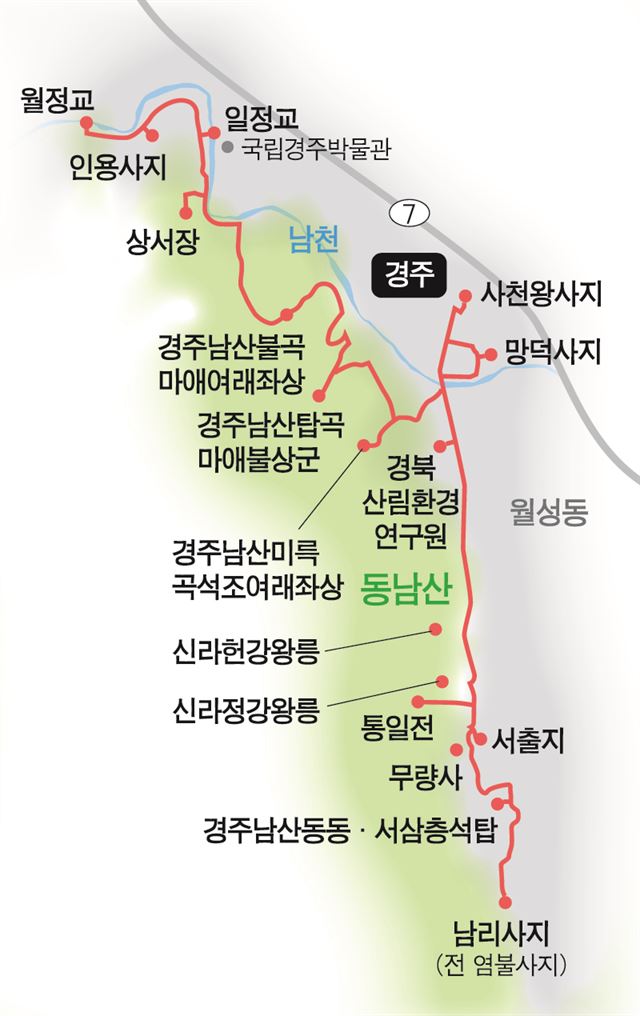 월정교
일정교
국립경주박물관
인용사지
7
상서장
남천
경주
사천왕사지
경주남산불곡
마애여래좌상
망덕사지
경주남산탑곡
마애불상군
경북
산림환경
연구원
월성동
경주남산미륵
곡석조여래좌상
동남산
신라헌강왕릉
신라정강왕릉
통일전
서출지
무량사
경주남산동동·서삼층석탑
남리사지
(전 염불사지)